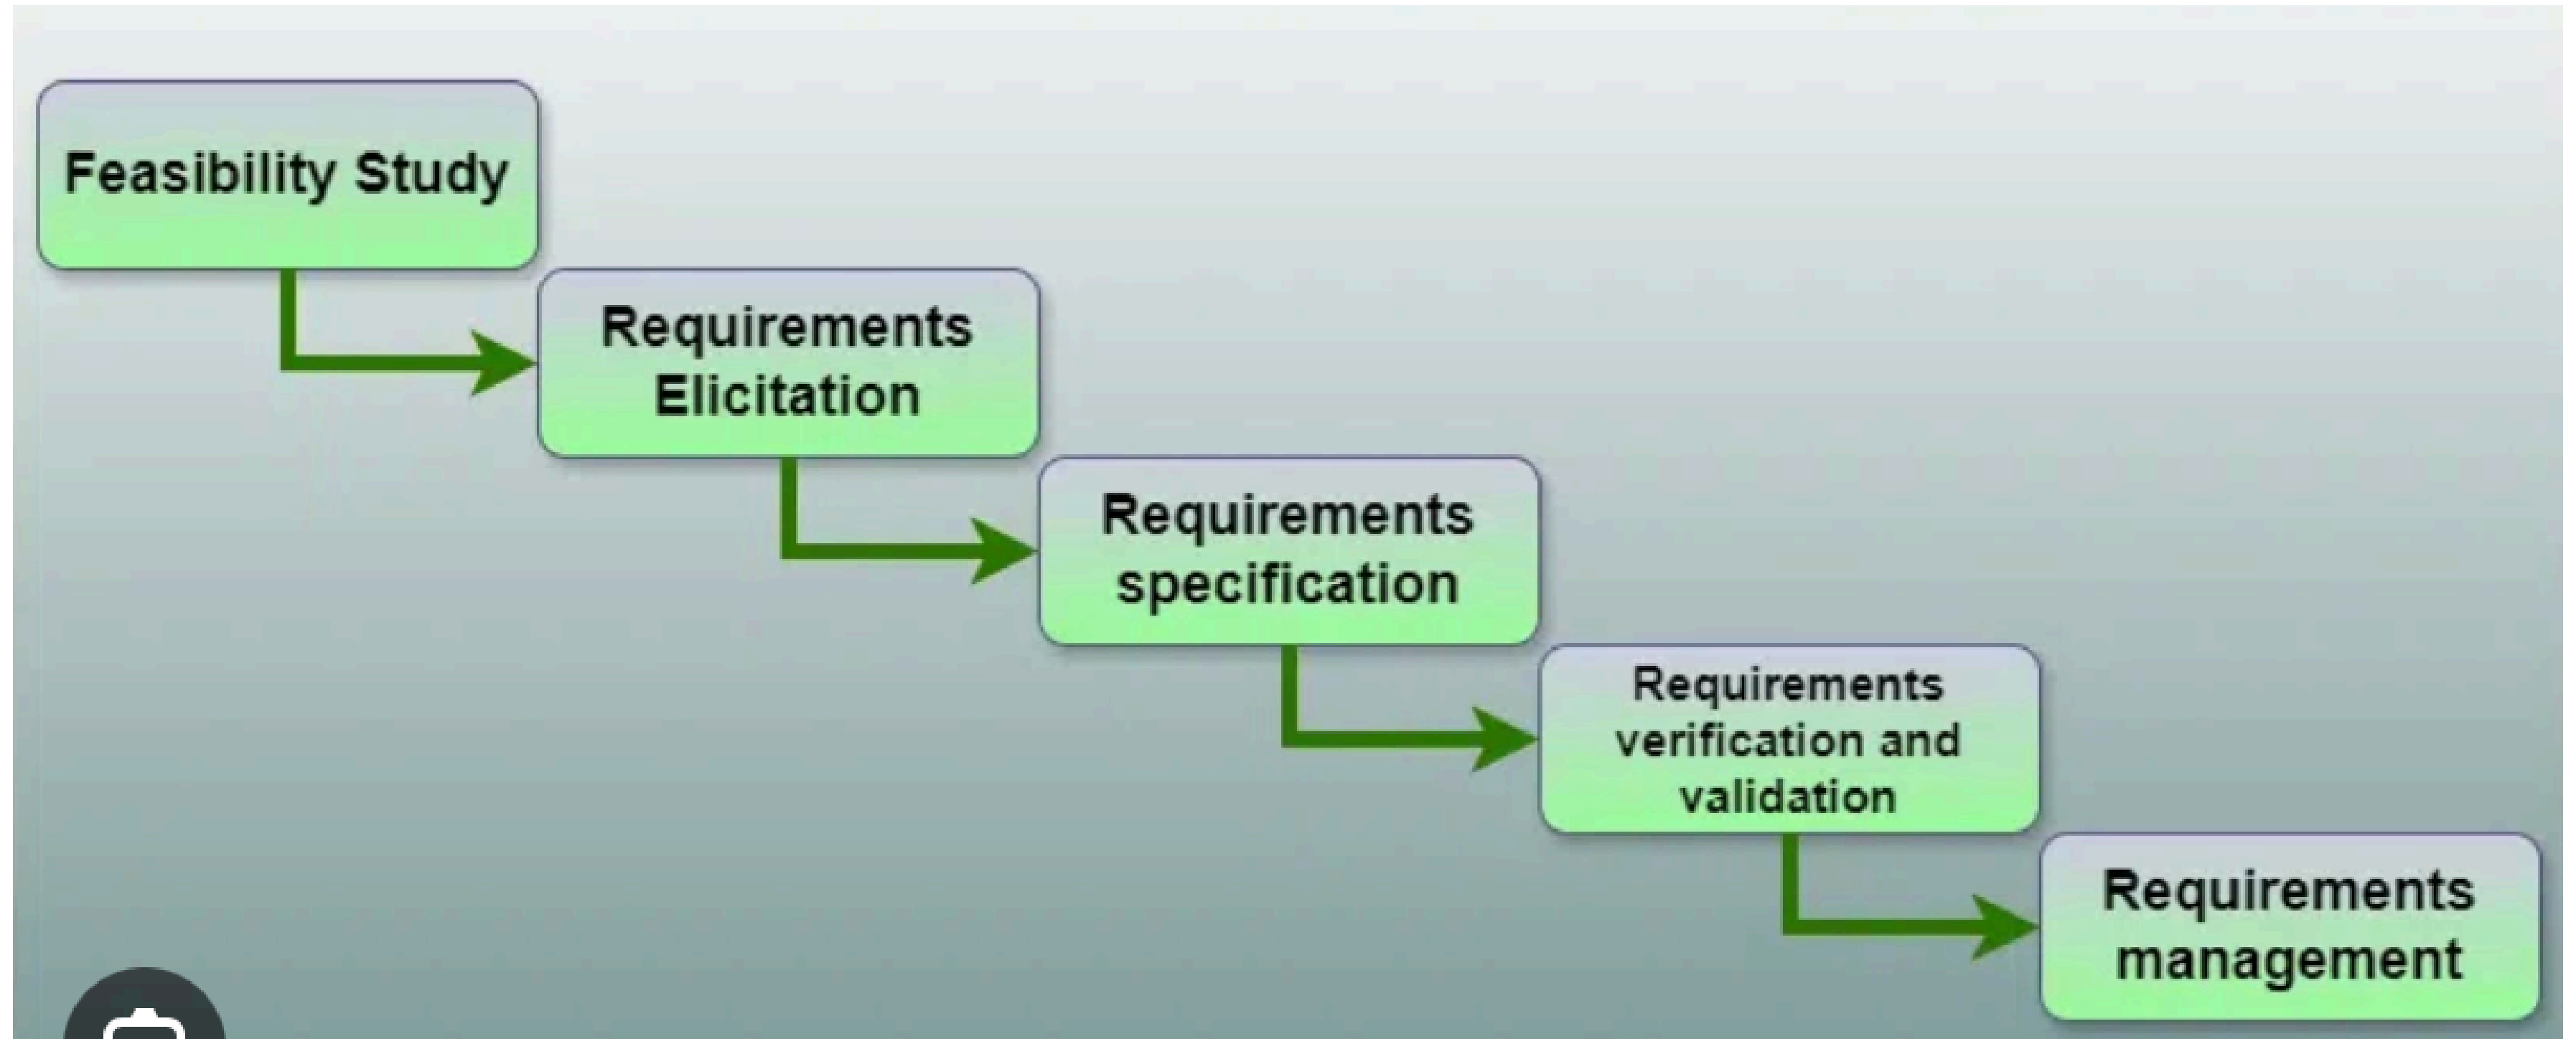 Feasibility Study
Requirements
Elicitation
Requirements
specification
Requirements
verification and
validation
Requirements
management